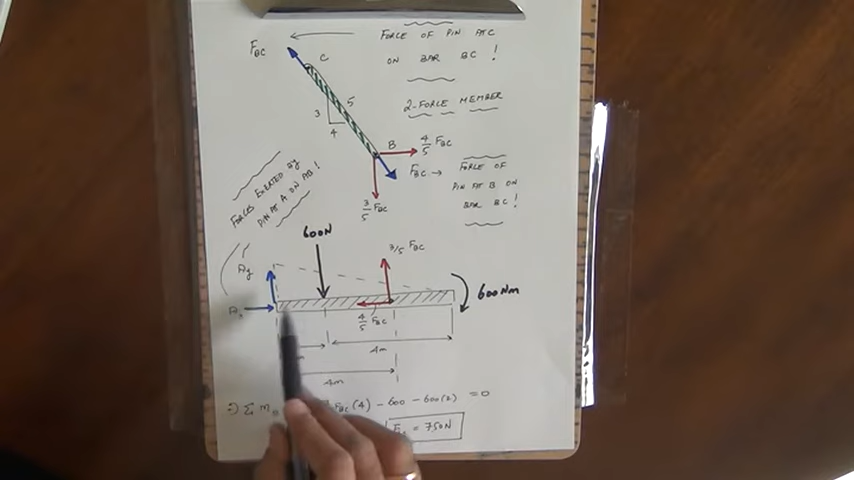 FBC
C
FORCE OF PIN AT C
ON BAR BC !
2-FORCE MEMBER
5
3
4
B
4/5 FBC
FBC → FORCE OF
PIN AT B ON
BAR BC !
3/5 FBC
FORCES EXERTED BY
PIN AT A ON AB !
600N
3/5 FBC
Ay
600Nm
4/5 FBC
4m
4m
FBC (4) - 600 - 600(2) = 0
= 750N